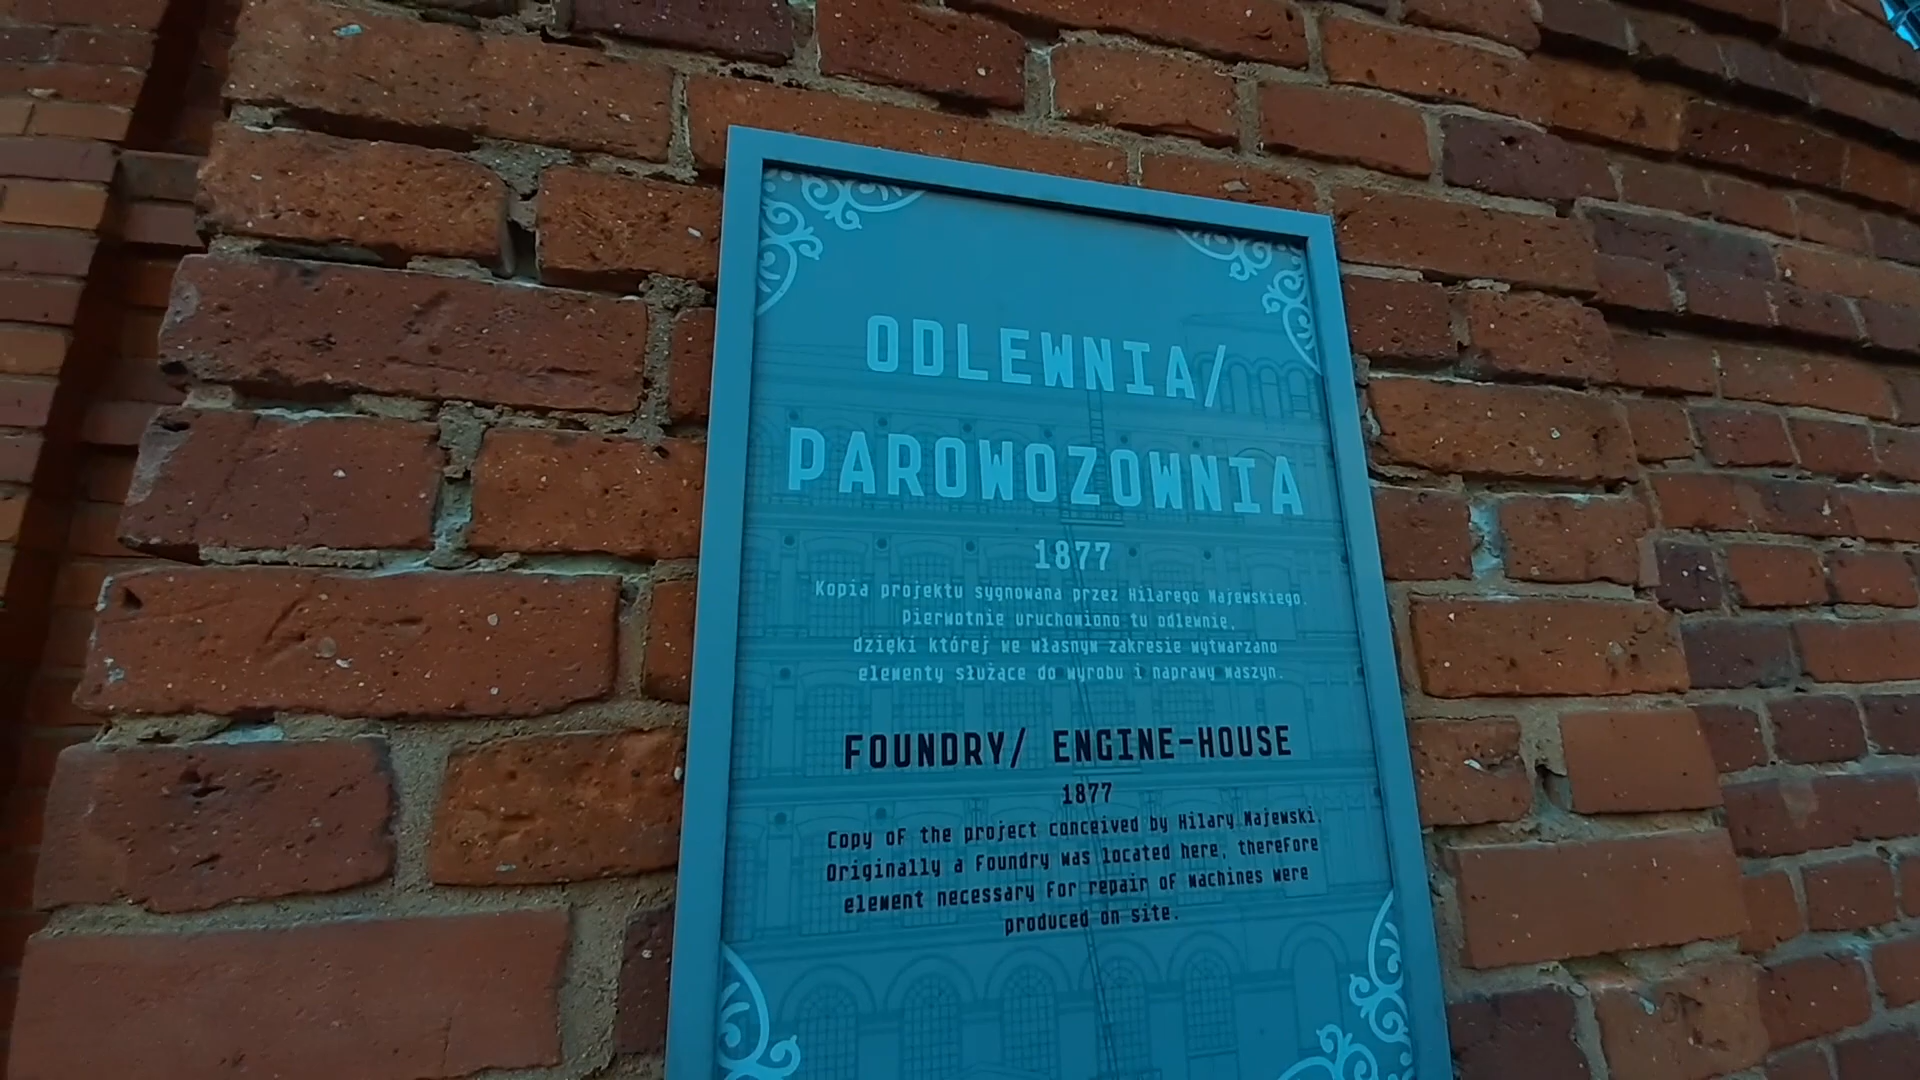 ODLEWNIA/
PAROWOZOWNIA
1877
Kopia projektu sygnowana przez Hilarego Majewskiego.
Pierwotnie uruchomiono tu odlewnię,
dzięki której we własnym zakresie wytwarzano
elementy służące do wyrobu i naprawy maszyn.
FOUNDRY/ ENGINE-HOUSE
1877
Copy of the project conceived by Hilary Majewski.
Originally a foundry was located here, therefore
element necessary for repair of machines were
produced on site.